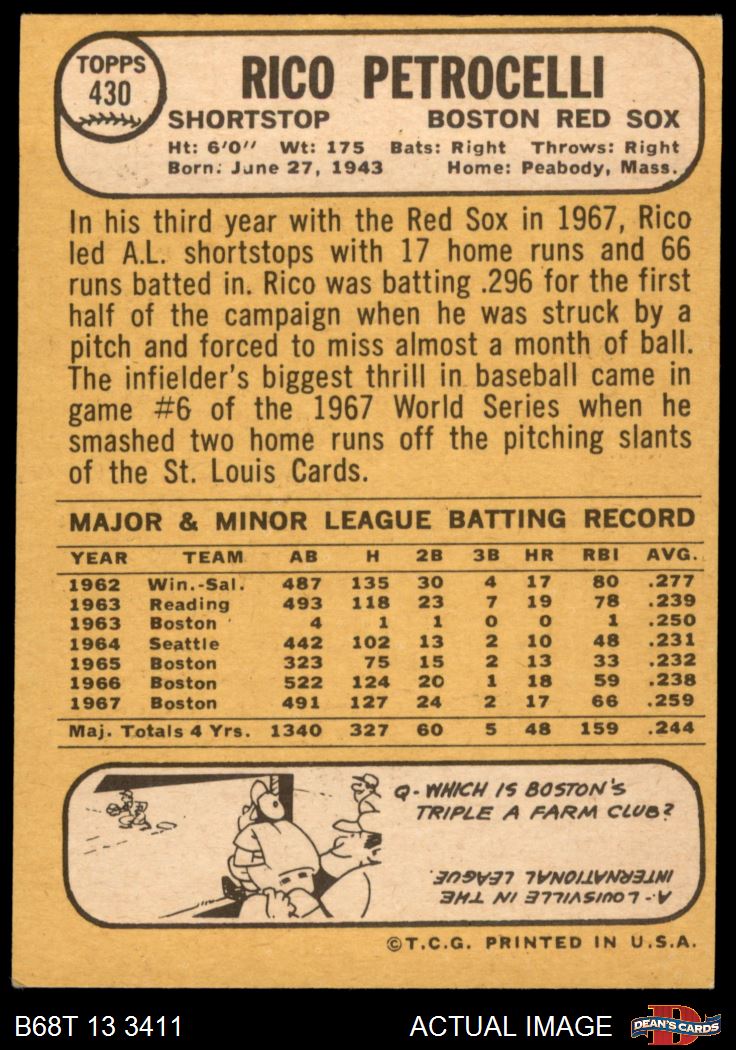 TOPPS
430
RICO PETROCELLI
SHORTSTOP BOSTON RED SOX
Ht: 6'0" Wt: 175 Bats: Right Throws: Right
Born: June 27, 1943 Home: Peabody, Mass.
In his third year with the Red Sox in 1967, Rico
led A.L. shortstops with 17 home runs and 66
runs batted in. Rico was batting .296 for the first
half of the campaign when he was struck by a
pitch and forced to miss almost a month of ball.
The infielder's biggest thrill in baseball came in
game #6 of the 1967 World Series when he
smashed two home runs off the pitching slants
of the St. Louis Cards.
MAJOR & MINOR LEAGUE BATTING RECORD
YEAR TEAM AB H 2B 3B HR RBI AVG.
1962 Win.-Sal. 487 135 30 4 17 80 .277
1963 Reading 493 118 23 7 19 78 .239
1963 Boston 4 1 1 0 0 1 .250
1964 Seattle 442 102 13 2 10 48 .231
1965 Boston 323 75 15 2 13 33 .232
1966 Boston 522 124 20 1 18 59 .238
1967 Boston 491 127 24 2 17 66 .259
Maj. Totals 4 Yrs. 1340 327 60 5 48 159 .244
Q- WHICH IS BOSTON'S
TRIPLE A FARM CLUB?
A- LOUISVILLE IN THE
INTERNATIONAL LEAGUE.
©T.C.G. PRINTED IN U.S.A.
B68T 13 3411 ACTUAL IMAGE
DEAN'S CARDS